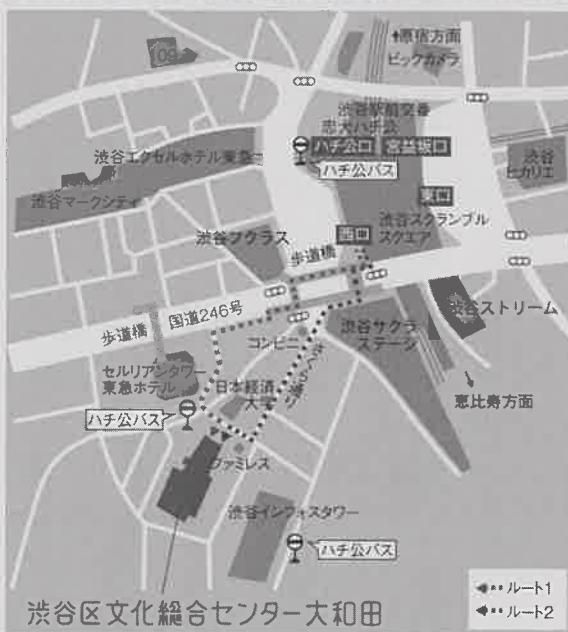 109
↑原宿方面
ビックカメラ
渋谷駅前交番
忠犬ハチ公
ハチ公口
宮益坂口
ハチ公バス
渋谷エクセルホテル東急
渋谷マークシティ
渋谷
ヒカリエ
東口
渋谷スクランブル
スクエア
西口
渋谷フクラス
歩道橋
国道246号
歩道橋
渋谷ストリーム
渋谷サクラ
ステージ
コンビニ
セルリアンタワー
東急ホテル
日本経済
大学
恵比寿方面
ハチ公バス
ファミレス
渋谷インフォスタワー
ハチ公バス
渋谷区文化総合センター大和田
ルート1
ルート2